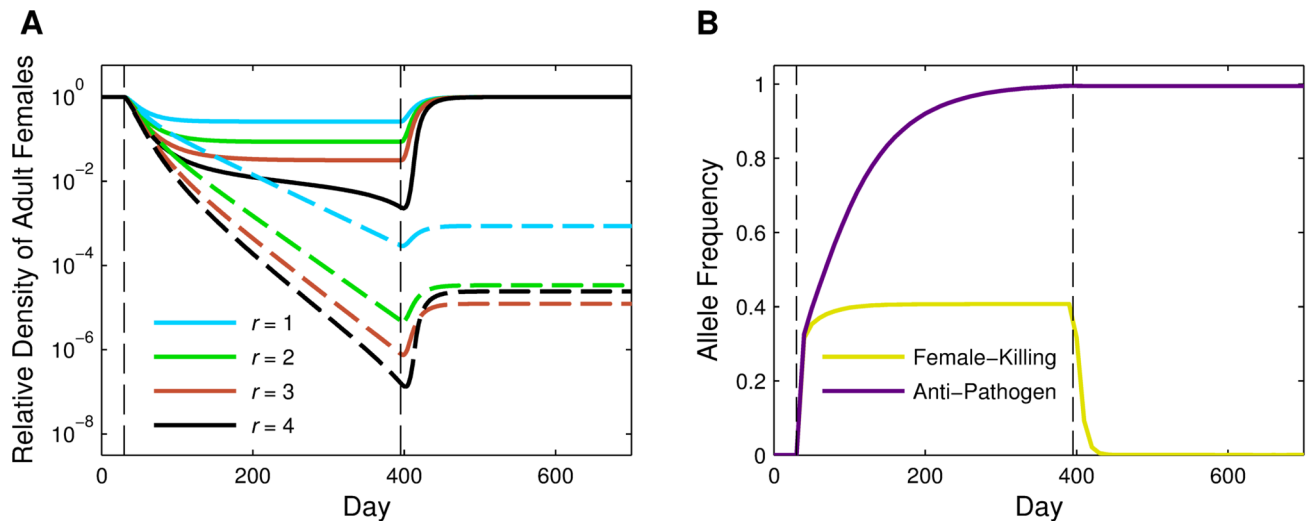 A
Relative Density of Adult Females
10^0
10^−2
10^−4
10^−6
10^−8
r = 1
r = 2
r = 3
r = 4
0
200
400
600
Day
B
Allele Frequency
1
0.8
0.6
0.4
0.2
0
Female−Killing
Anti−Pathogen
0
200
400
600
Day